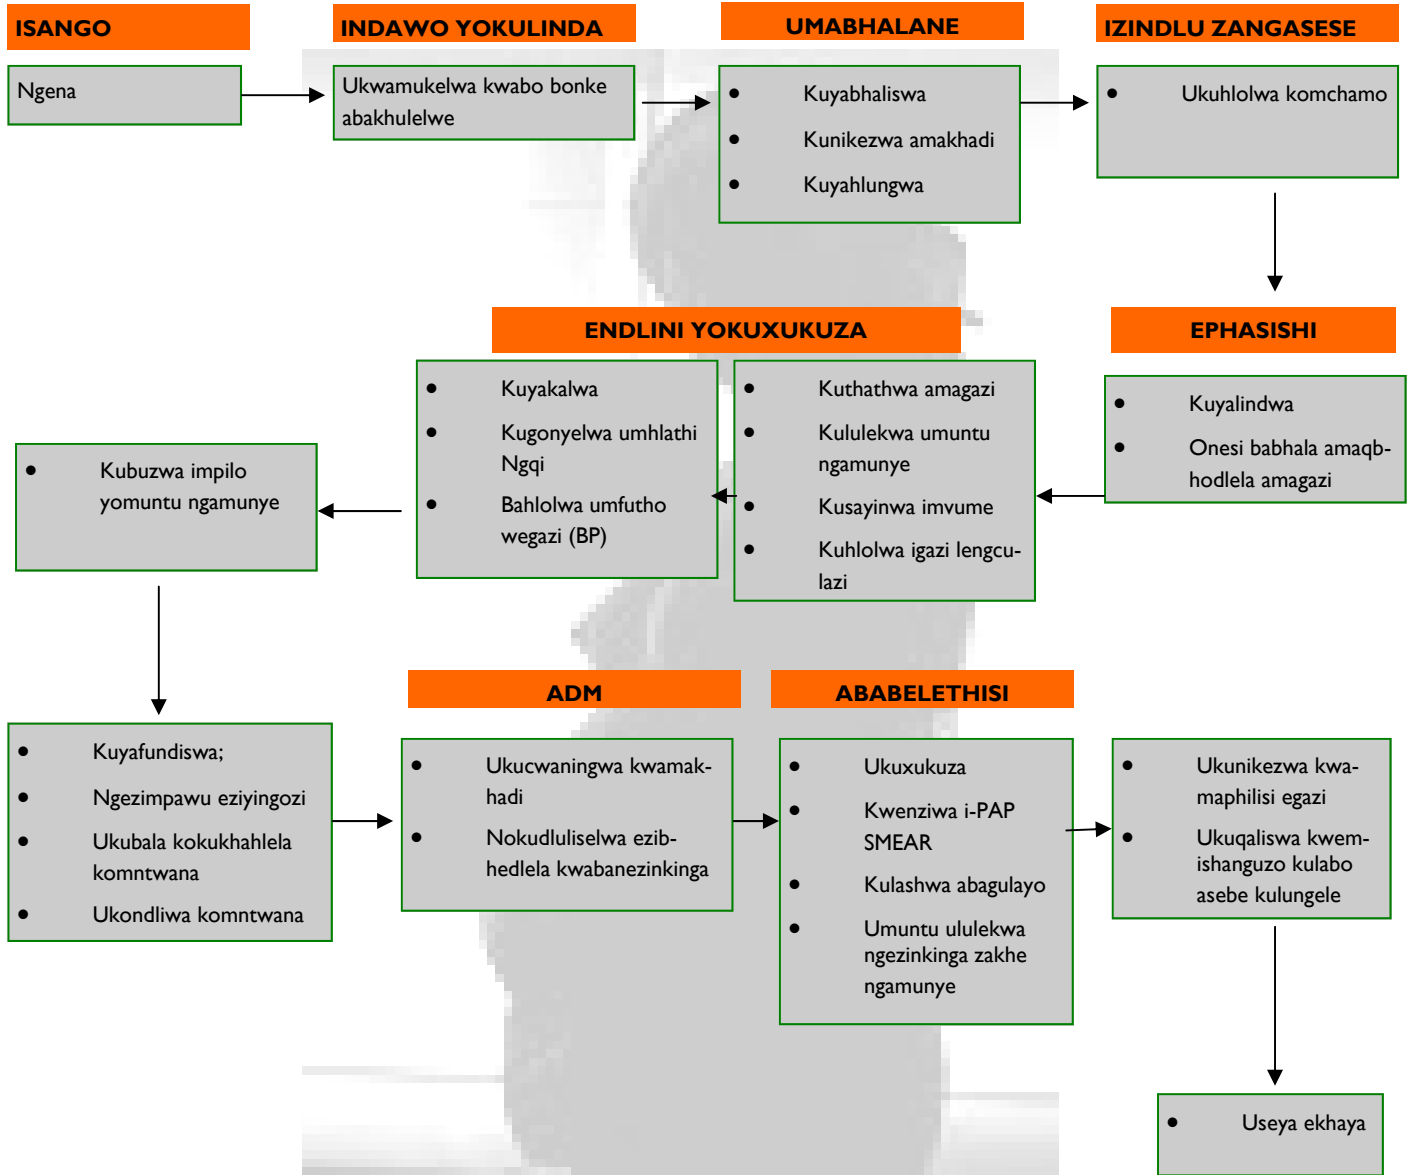 ISANGO
Ngena
INDAWO YOKULINDA
Ukwamukelwa kwabo bonke
abakhulelwe
UMABHALANE
• Kuyabhaliswa
• Kunikezwa amakhadi
• Kuyahlungwa
IZINDLU ZANGASESE
• Ukuhlolwa komchamo
EPHASISHI
• Kuyalindwa
• Onesi babhala amaqb-
hodlela amagazi
ENDLINI YOKUXUKUZA
• Kuthathwa amagazi
• Kululekwa umuntu
ngamunye
• Kusayinwa imvume
• Kuhlolwa igazi lengcu-
lazi
• Kuyakalwa
• Kugonyelwa umhlathi
Ngqi
• Bahlolwa umfutho
wegazi (BP)
• Kubuzwa impilo
yomuntu ngamunye
• Kuyafundiswa;
• Ngezimpawu eziyingozi
• Ukubala kokukhahlela
komntwana
• Ukondliwa komntwana
ADM
• Ukucwaningwa kwamak-
hadi
• Nokudluliselwa ezib-
hedlela kwabanezinkinga
ABABELETHISI
• Ukuxukuza
• Kwenziwa i-PAP
SMEAR
• Kulashwa abagulayo
• Umuntu ululekwa
ngezinkinga zakhe
ngamunye
• Ukunikezwa kwa-
maphilisi egazi
• Ukuqaliswa kwem-
ishanguzo kulabo
asebe kulungele
• Useya ekhaya